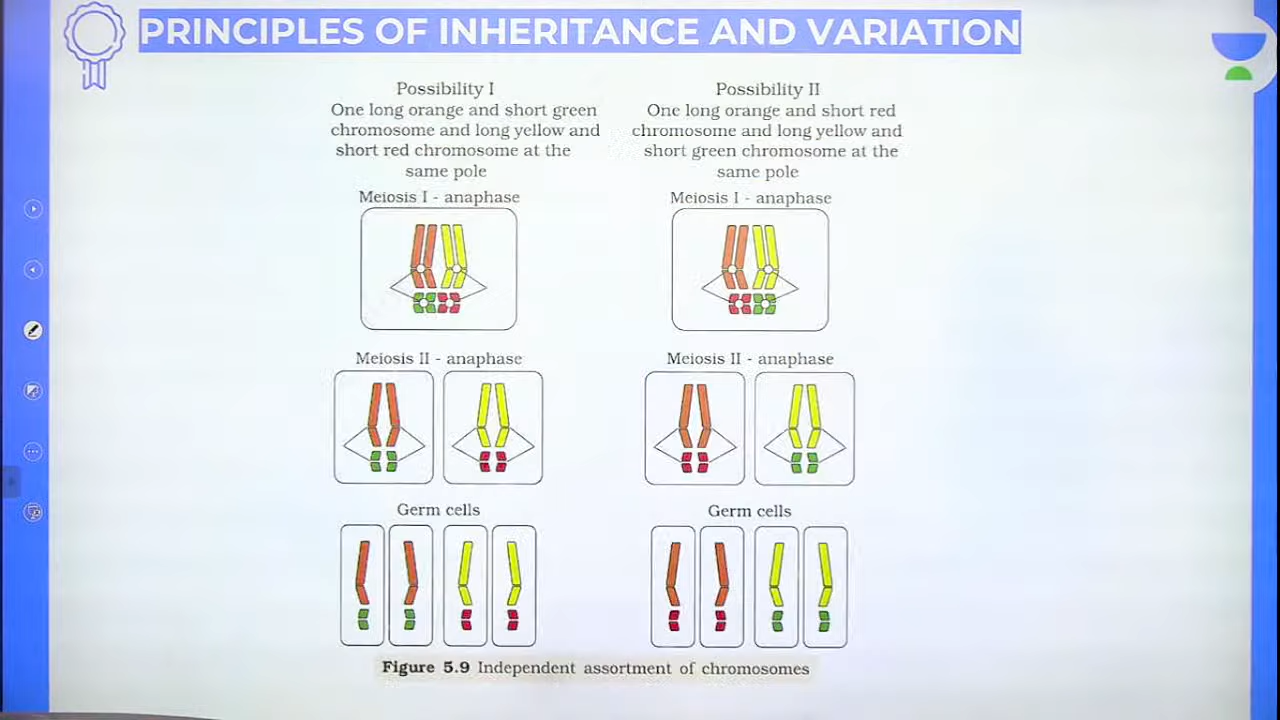 PRINCIPLES OF INHERITANCE AND VARIATION
Possibility I
One long orange and short green
chromosome and long yellow and
short red chromosome at the
same pole
Meiosis I - anaphase
Meiosis II - anaphase
Germ cells
Possibility II
One long orange and short red
chromosome and long yellow and
short green chromosome at the
same pole
Meiosis I - anaphase
Meiosis II - anaphase
Germ cells
Figure 5.9 Independent assortment of chromosomes